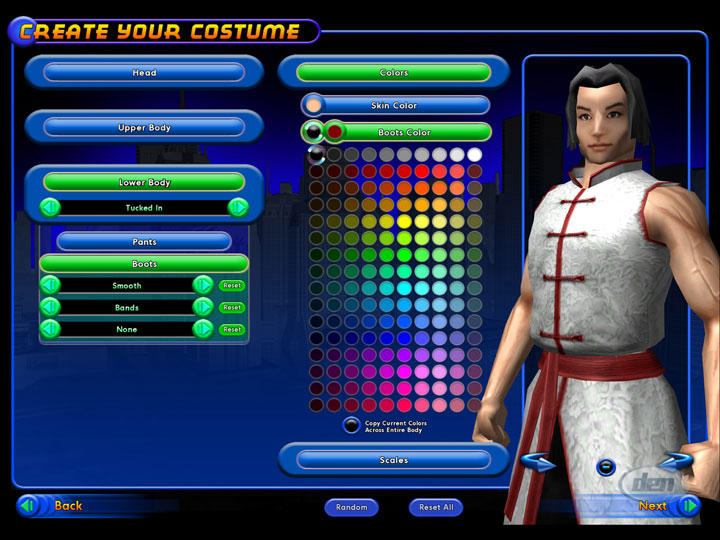 CREATE YOUR COSTUME
Head
Upper Body
Lower Body
Tucked In
Pants
Boots
Smooth
Reset
Bands
Reset
None
Reset
Colors
Skin Color
Boots Color
Copy Current Colors
Across Entire Body
Scales
den
Back
Random
Reset All
Next